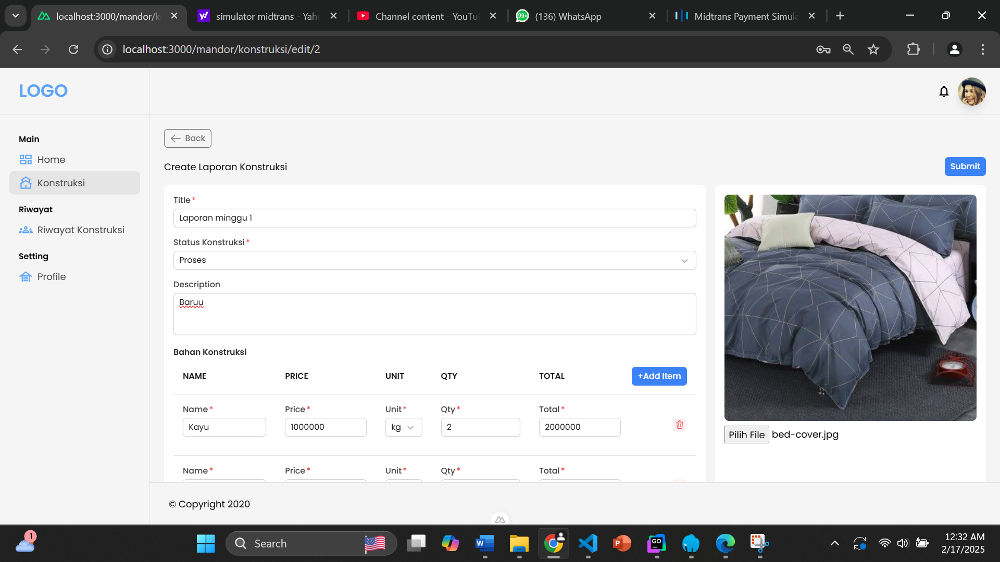 localhost:3000/mandor/k
simulator midtrans - Yah
Channel content - YouTu
99+
(136) WhatsApp
Midtrans Payment Simula
localhost:3000/mandor/konstruksi/edit/2
LOGO
Main
Home
Konstruksi
Riwayat
Riwayat Konstruksi
Setting
Profile
Back
Create Laporan Konstruksi
Submit
Title*
Laporan minggu 1
Status Konstruksi*
Proses
Description
Baruu
Bahan Konstruksi
NAME PRICE UNIT QTY TOTAL +Add Item
Name* Price* Unit* Qty* Total*
Kayu 1000000 kg 2 2000000
Name* Price* Unit* Qty* Total*
Pilih File bed-cover.jpg
© Copyright 2020
1
Search
W
P
GO
12:32 AM
2/17/2025